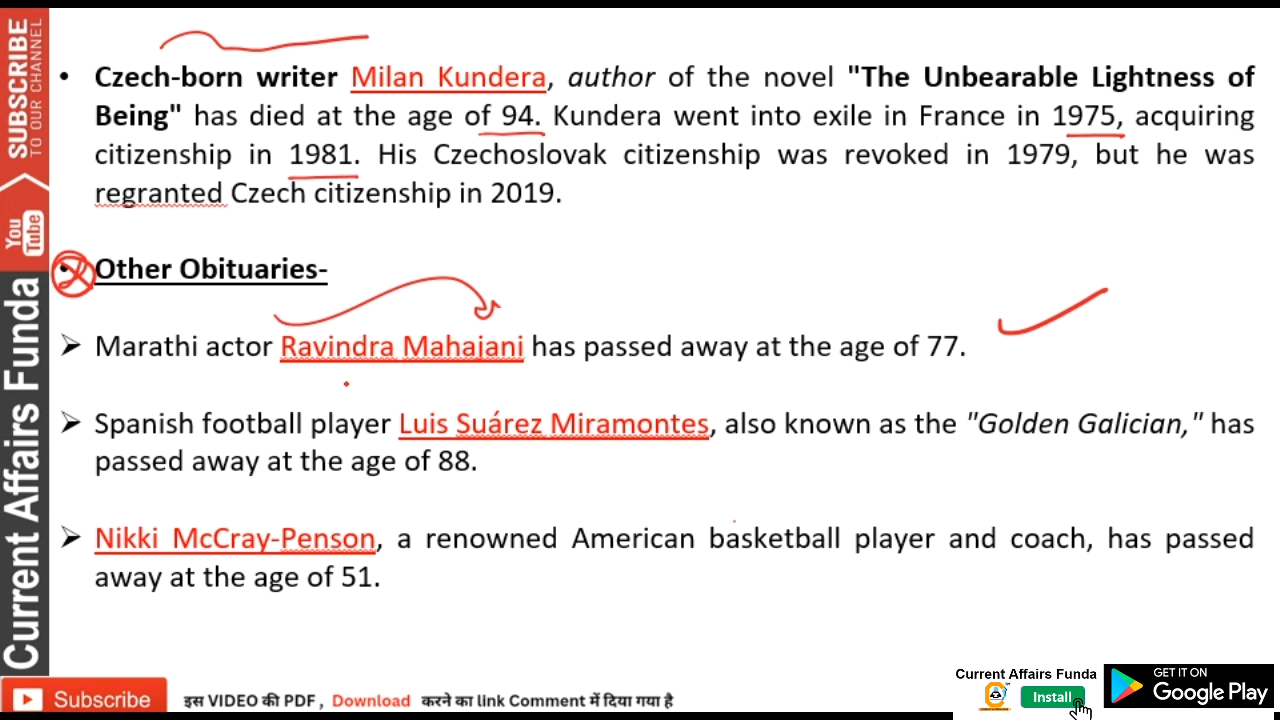 SUBSCRIBE
TO OUR CHANNEL
You
Tube
Current Affairs Funda
• Czech-born writer Milan Kundera, author of the novel "The Unbearable Lightness of
Being" has died at the age of 94. Kundera went into exile in France in 1975, acquiring
citizenship in 1981. His Czechoslovak citizenship was revoked in 1979, but he was
regranted Czech citizenship in 2019.
• Other Obituaries-
➢ Marathi actor Ravindra Mahajani has passed away at the age of 77.
➢ Spanish football player Luis Suárez Miramontes, also known as the "Golden Galician," has
passed away at the age of 88.
➢ Nikki McCray-Penson, a renowned American basketball player and coach, has passed
away at the age of 51.
Subscribe
इस VIDEO की PDF , Download करने का link Comment में दिया गया है
Current Affairs Funda
Install
GET IT ON
Google Play